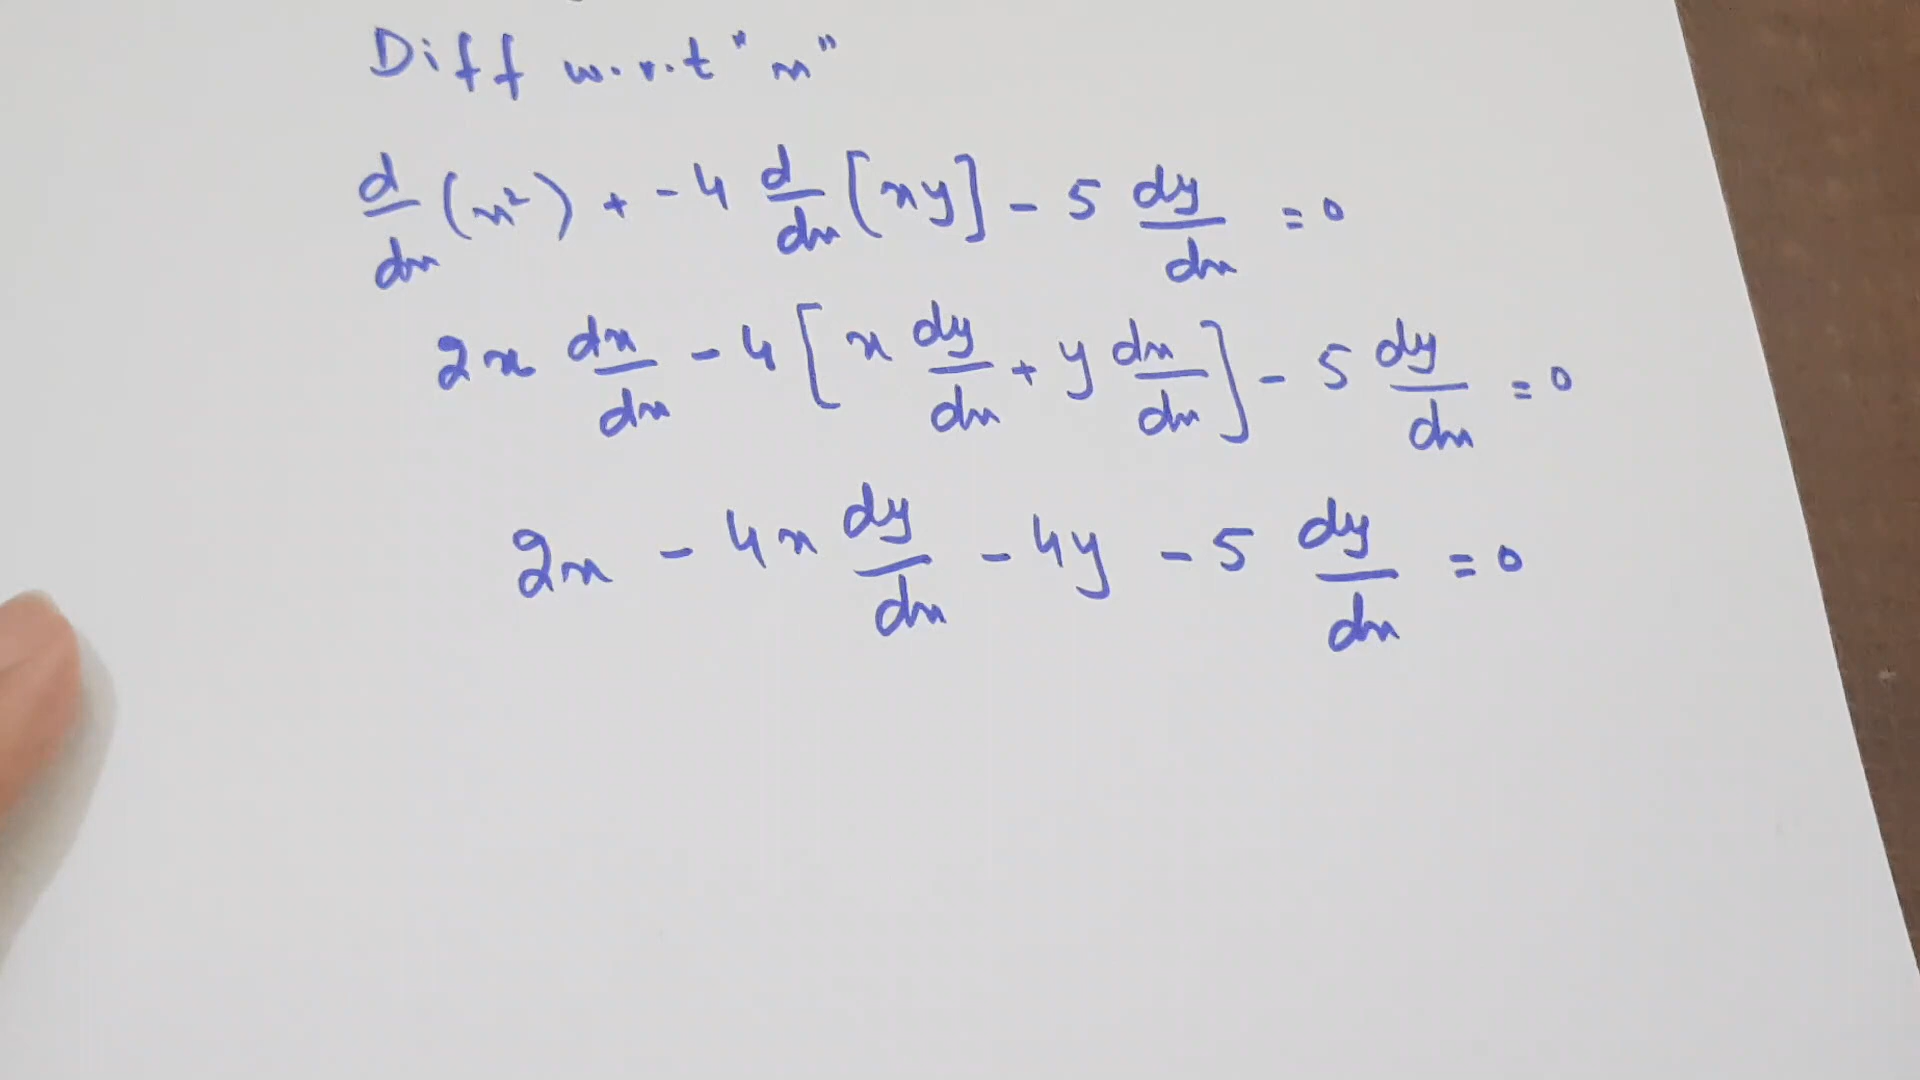 Diff w.r.t "x"
d/dx (x²) + -4 d/dx [xy] - 5 dy/dx = 0
2x dx/dx - 4 [x dy/dx + y dx/dx] - 5 dy/dx = 0
2x - 4x dy/dx - 4y - 5 dy/dx = 0